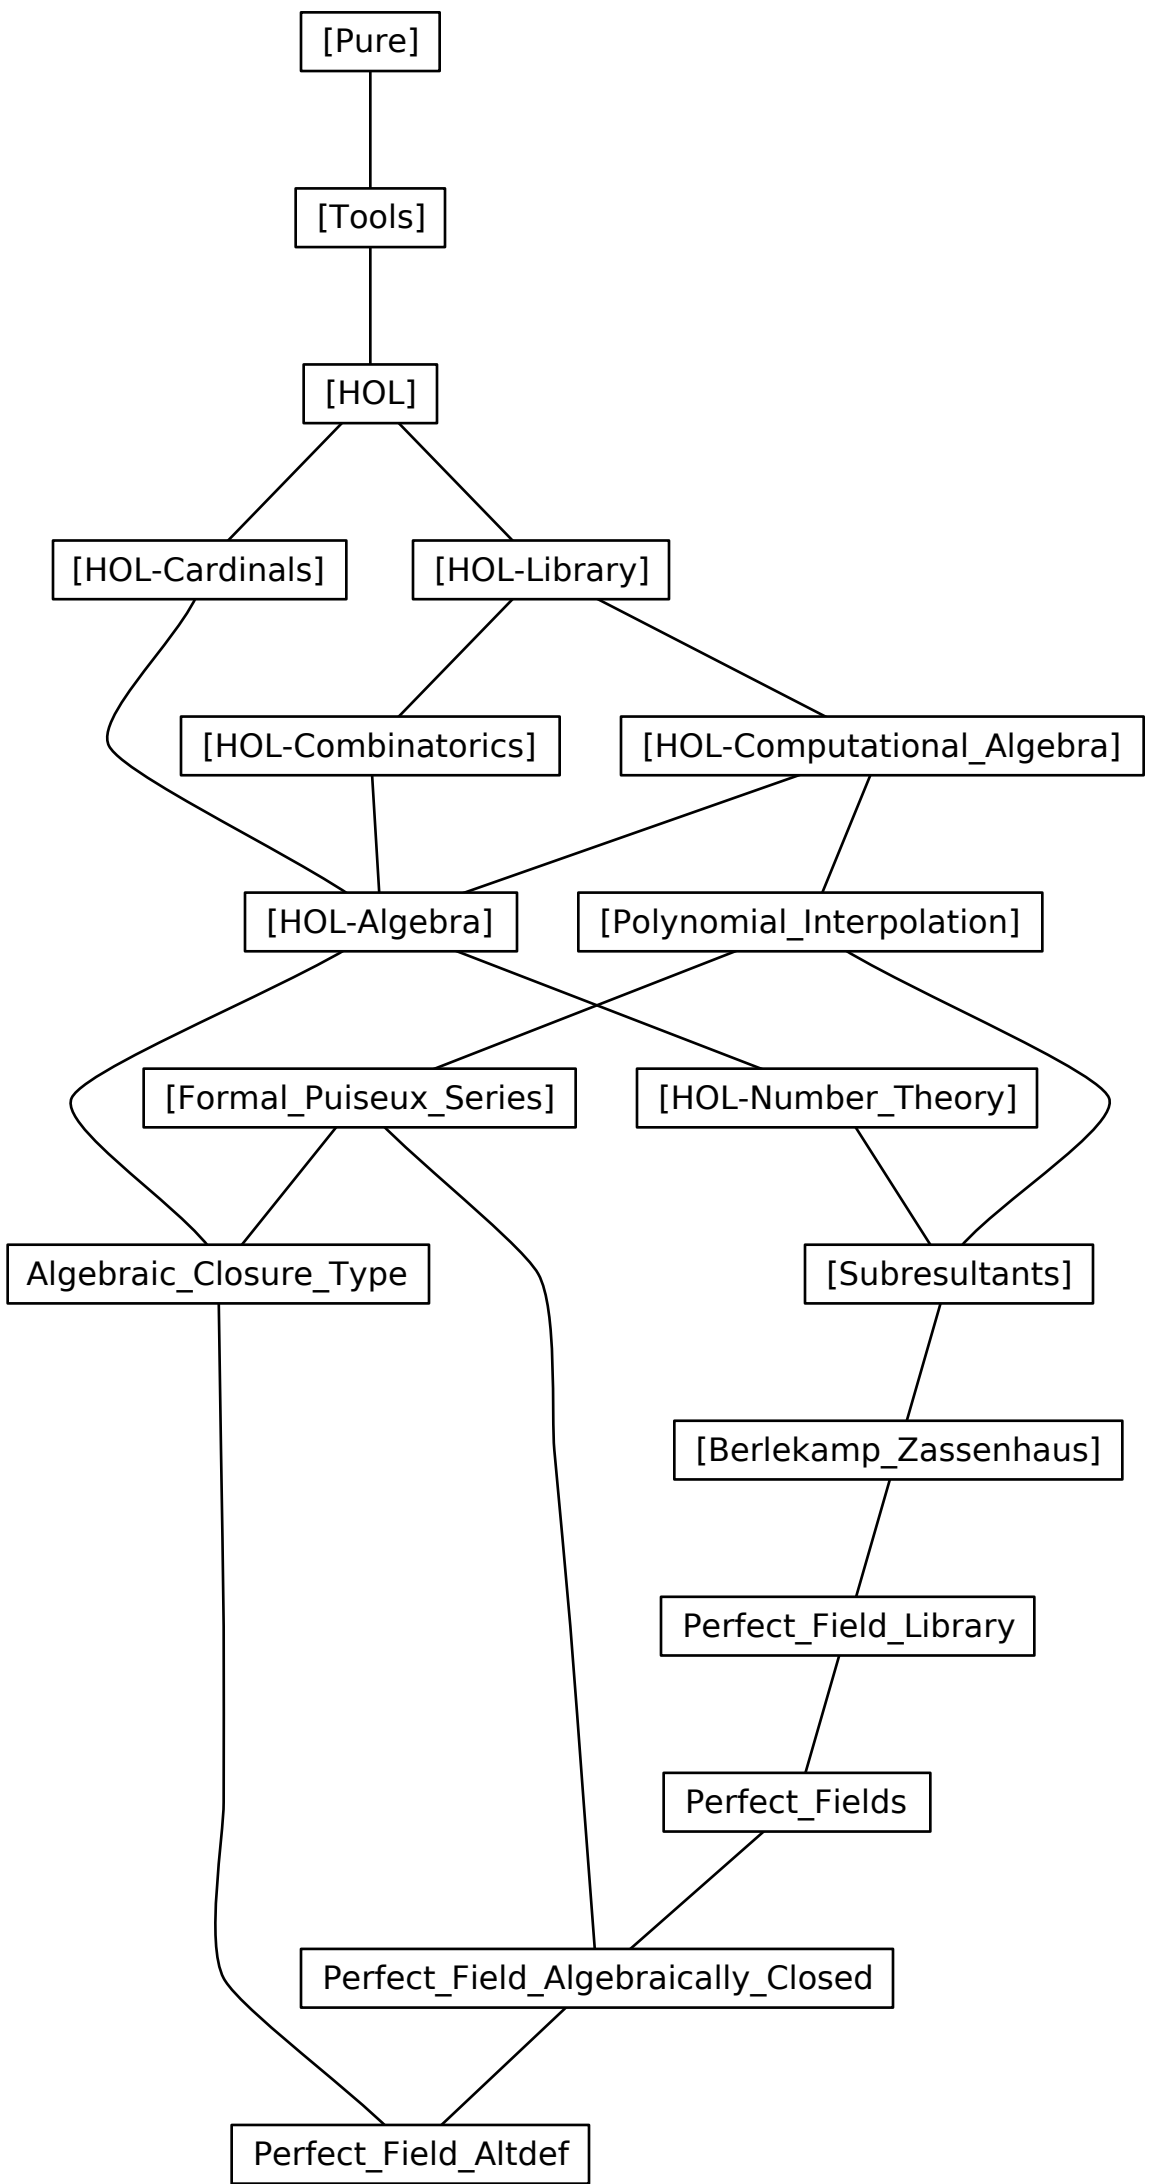 [Pure]
[Tools]
[HOL]
[HOL-Cardinals]
[HOL-Library]
[HOL-Combinatorics]
[HOL-Computational_Algebra]
[HOL-Algebra]
[Polynomial_Interpolation]
[Formal_Puiseux_Series]
[HOL-Number_Theory]
Algebraic_Closure_Type
[Subresultants]
[Berlekamp_Zassenhaus]
Perfect_Field_Library
Perfect_Fields
Perfect_Field_Algebraically_Closed
Perfect_Field_Altdef